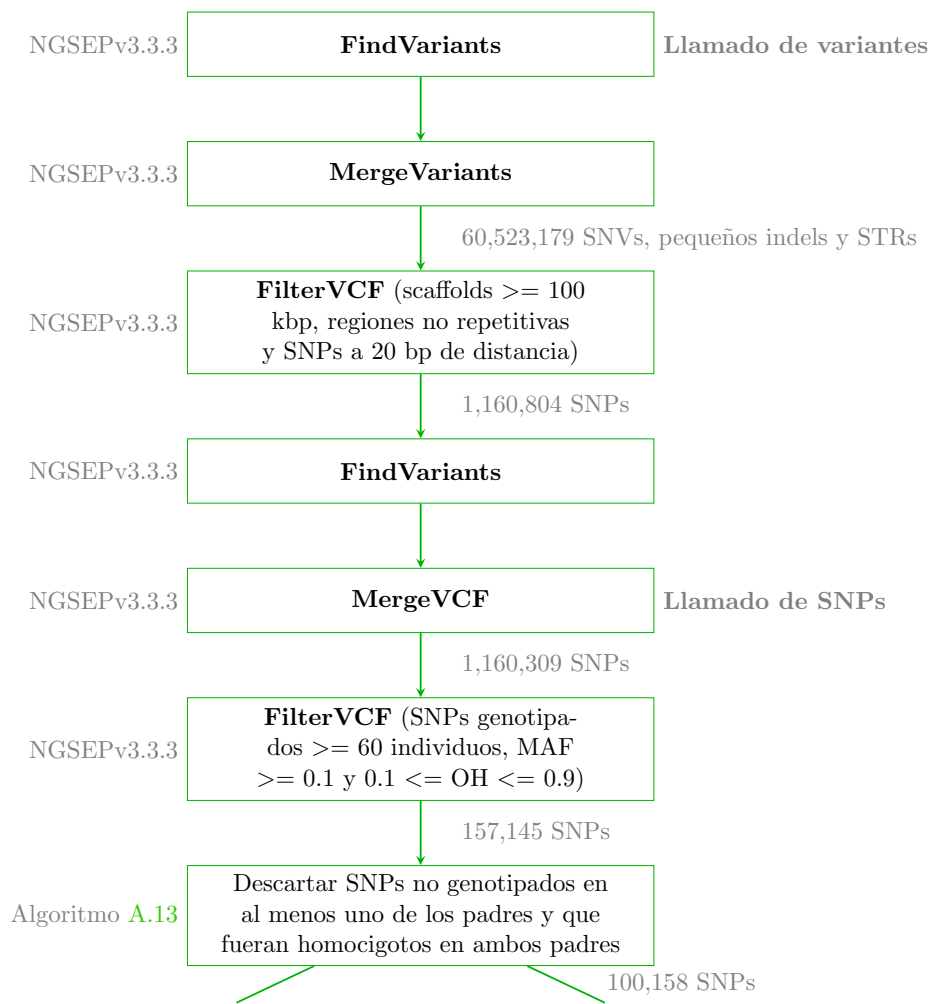 NGSEPv3.3.3 FindVariants Llamado de variantes
NGSEPv3.3.3 MergeVariants
60,523,179 SNVs, pequeños indels y STRs
FilterVCF (scaffolds >= 100
NGSEPv3.3.3 kbp, regiones no repetitivas
y SNPs a 20 bp de distancia)
1,160,804 SNPs
NGSEPv3.3.3 FindVariants
NGSEPv3.3.3 MergeVCF Llamado de SNPs
1,160,309 SNPs
FilterVCF (SNPs genotipa-
NGSEPv3.3.3 dos >= 60 individuos, MAF
>= 0.1 y 0.1 <= OH <= 0.9)
157,145 SNPs
Descartar SNPs no genotipados en
Algoritmo A.13 al menos uno de los padres y que
fueran homocigotos en ambos padres
100,158 SNPs